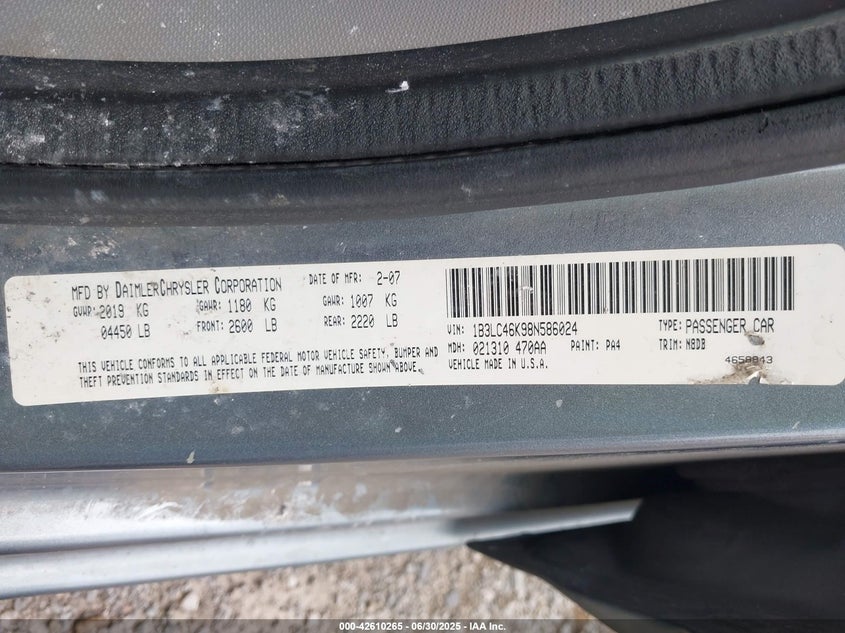 MFD BY DAIMLERCHRYSLER CORPORATION DATE OF MFR: 2-07
GVWR: 2019 KG GAWR: 1180 KG GAWR: 1007 KG
04450 LB FRONT: 2600 LB REAR: 2220 LB
THIS VEHICLE CONFORMS TO ALL APPLICABLE FEDERAL MOTOR VEHICLE SAFETY, BUMPER AND
THEFT PREVENTION STANDARDS IN EFFECT ON THE DATE OF MANUFACTURE SHOWN ABOVE.
VIN: 1B3LC46K98N586024 TYPE: PASSENGER CAR
MDH: 021310 470AA PAINT: PA4 TRIM: N8DB
VEHICLE MADE IN U.S.A.
000-42610265 - 06/30/2025 - IAA Inc.